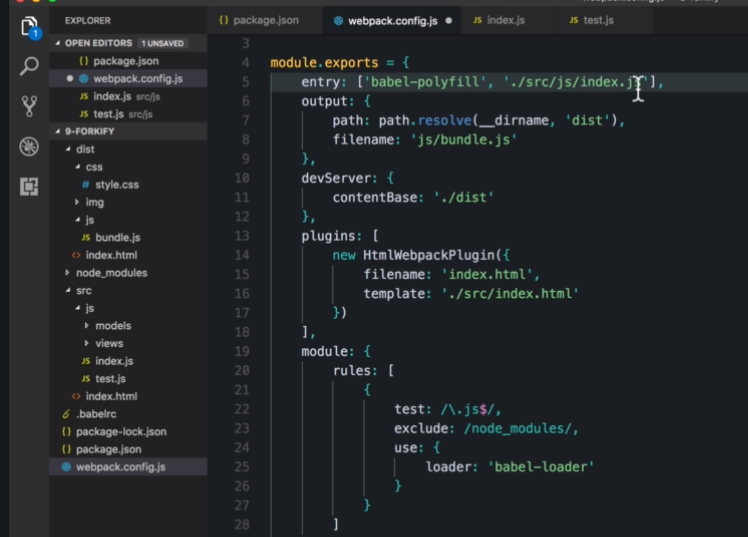 EXPLORER
OPEN EDITORS 1 UNSAVED
{} package.json
webpack.config.js
JS index.js src/js
JS test.js src/js
9-FORKIFY
dist
css
# style.css
img
js
JS bundle.js
<> index.html
node_modules
src
js
models
views
JS index.js
JS test.js
<> index.html
.babelrc
{} package-lock.json
{} package.json
webpack.config.js
1
{} package.json
webpack.config.js
JS index.js
JS test.js
3
4 module.exports = {
5 entry: ['babel-polyfill', './src/js/index.js'],
6 output: {
7 path: path.resolve(__dirname, 'dist'),
8 filename: 'js/bundle.js'
9 },
10 devServer: {
11 contentBase: './dist'
12 },
13 plugins: [
14 new HtmlWebpackPlugin({
15 filename: 'index.html',
16 template: './src/index.html'
17 })
18 ],
19 module: {
20 rules: [
21 {
22 test: /\.js$/,
23 exclude: /node_modules/,
24 use: {
25 loader: 'babel-loader'
26 }
27 }
28 ]